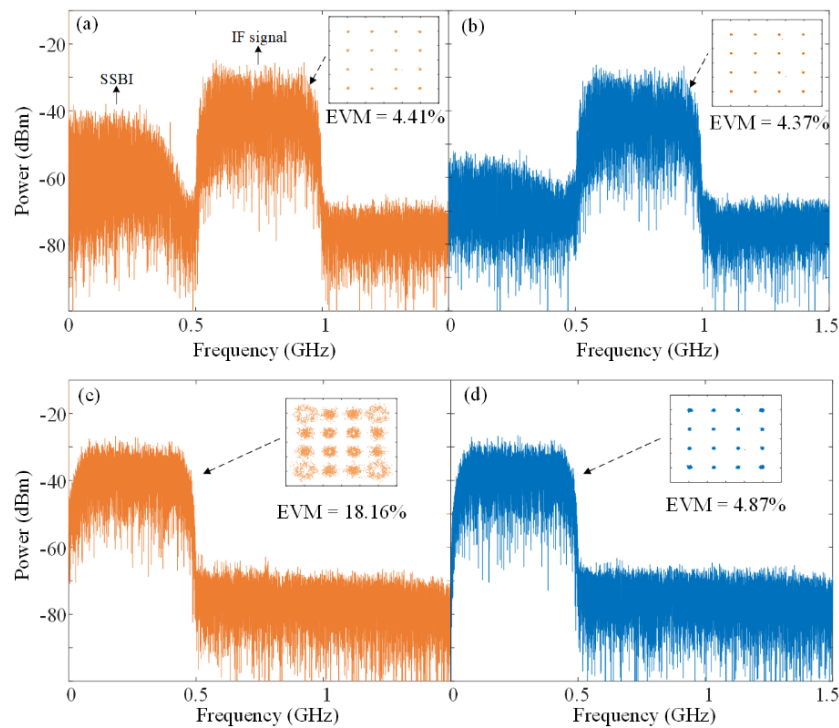 (a)
IF signal
SSBI
EVM = 4.41%
-20
-40
-60
-80
Power (dBm)
0
0.5
1
Frequency (GHz)
(b)
EVM = 4.37%
0
0.5
1
1.5
Frequency (GHz)
(c)
EVM = 18.16%
-20
-40
-60
-80
Power (dBm)
0
0.5
1
Frequency (GHz)
(d)
EVM = 4.87%
0
0.5
1
1.5
Frequency (GHz)